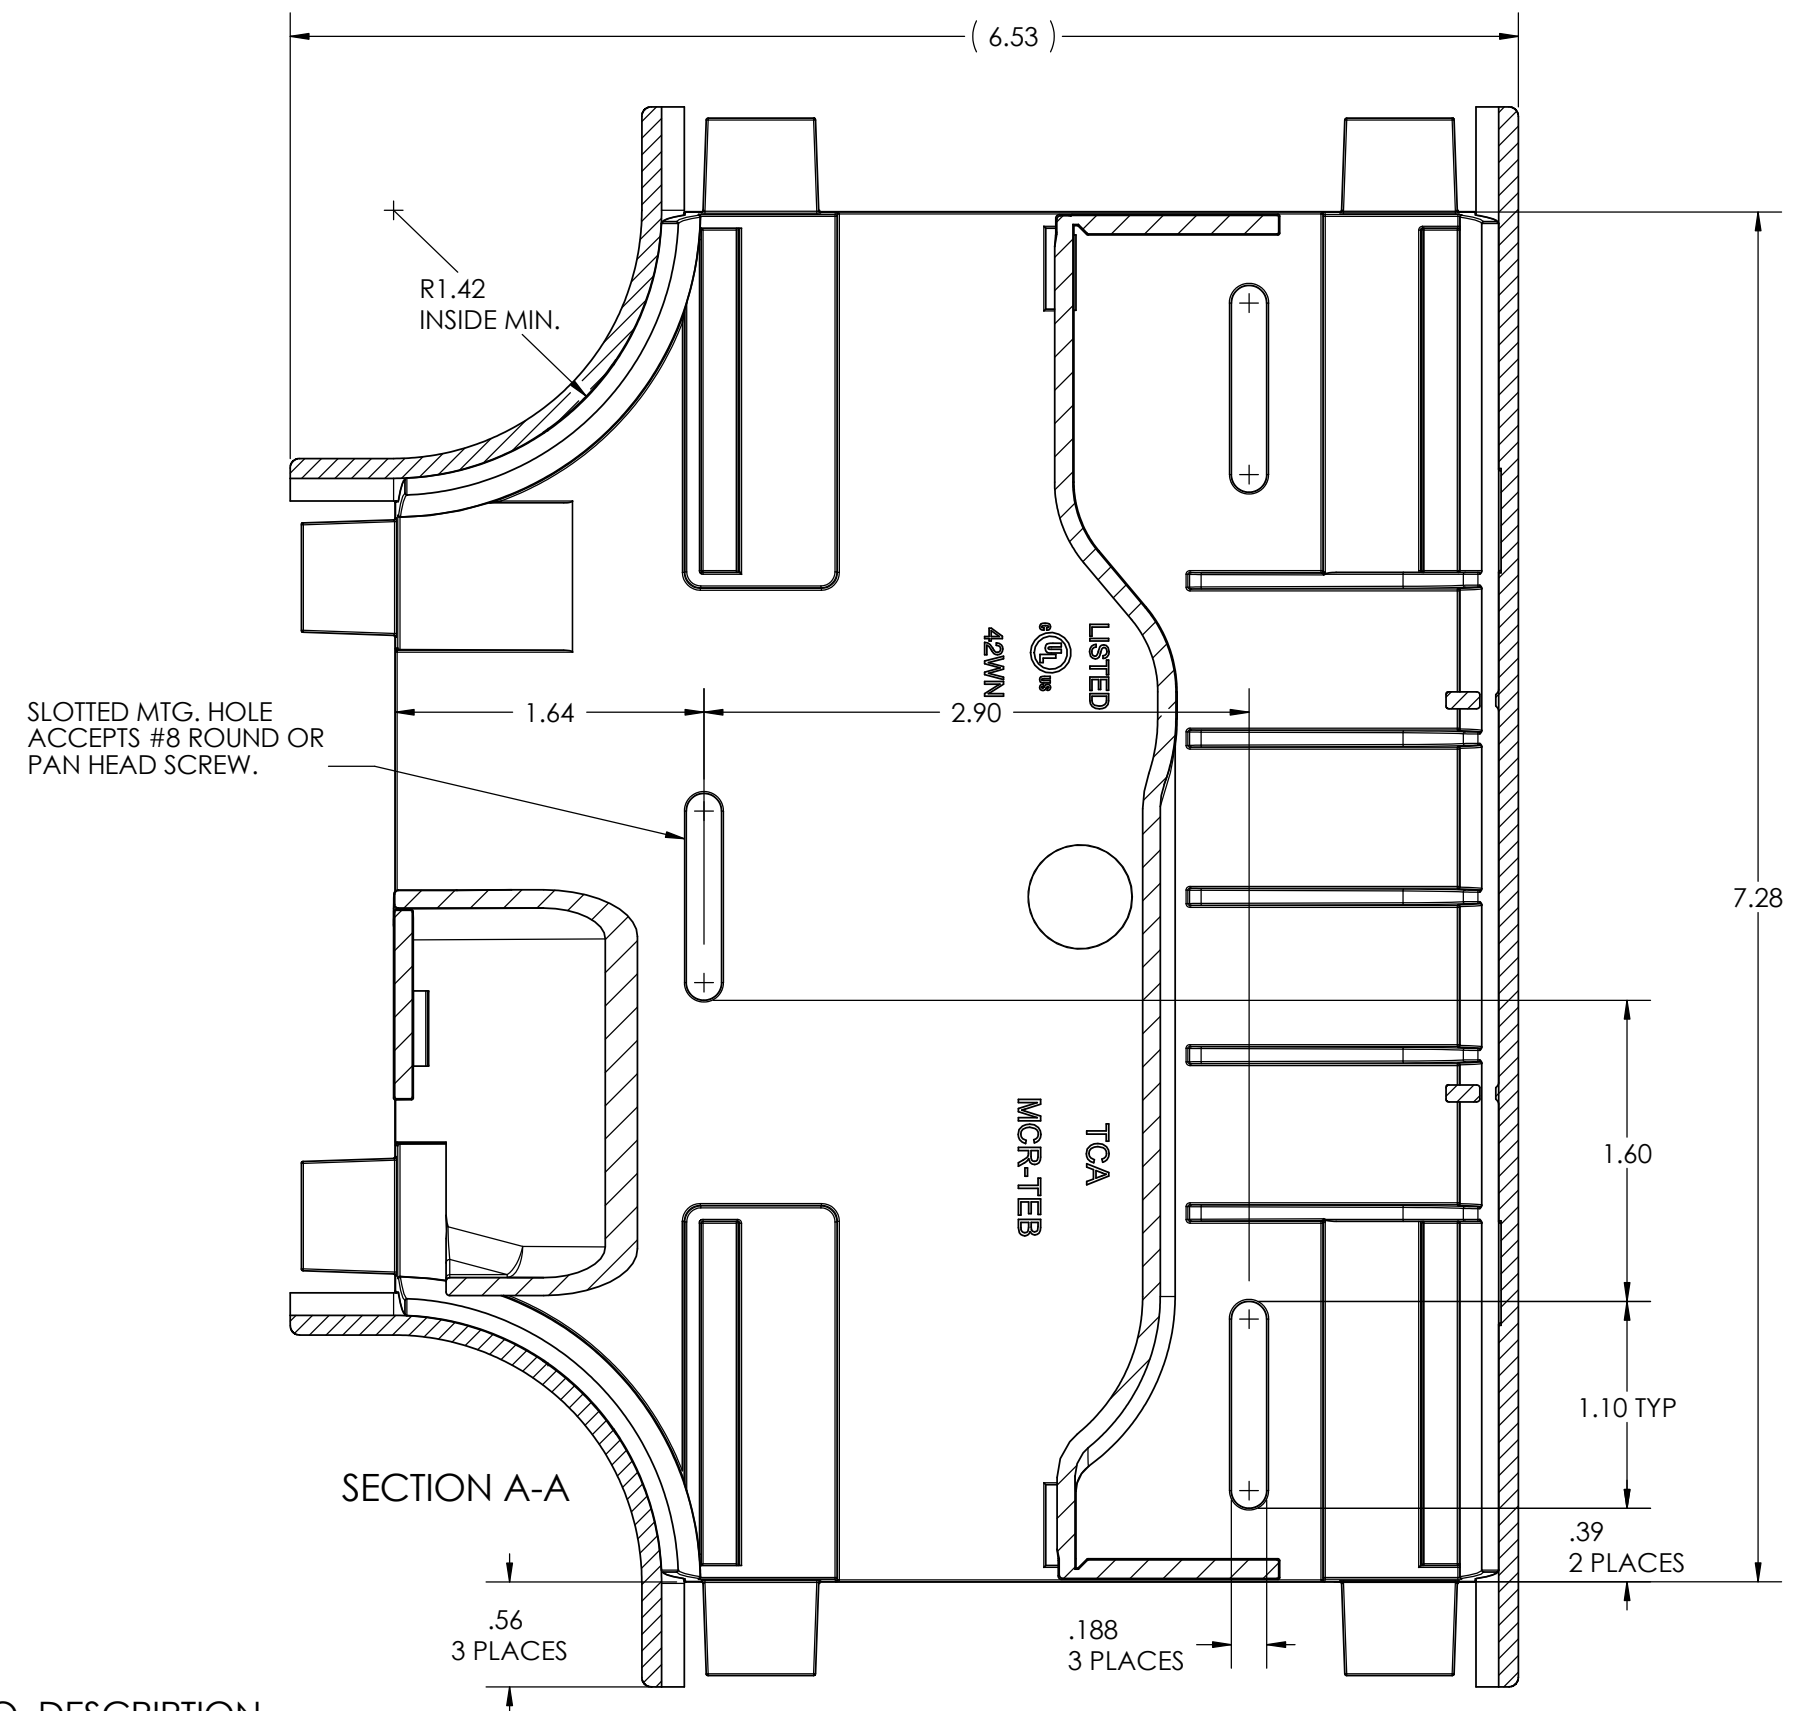 ( 6.53 )
R1.42
INSIDE MIN.
LISTED
C UL US
42WN
SLOTTED MTG. HOLE
ACCEPTS #8 ROUND OR
PAN HEAD SCREW.
1.64
2.90
7.28
TCA
MCR-TEB
1.60
1.10 TYP
SECTION A-A
.39
2 PLACES
.56
3 PLACES
.188
3 PLACES
DESCRIPTION